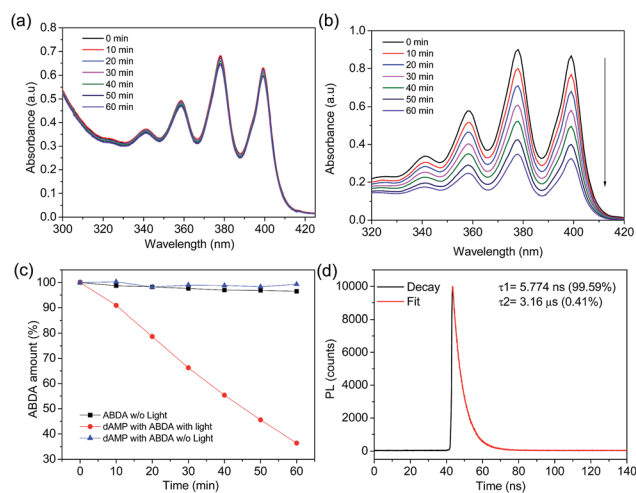 (a)
0 min
10 min
20 min
30 min
40 min
50 min
60 min
Absorbance (a.u)
0.8
0.7
0.6
0.5
0.4
0.3
0.2
0.1
0.0
300 320 340 360 380 400 420
Wavelength (nm)
(b)
0 min
10 min
20 min
30 min
40 min
50 min
60 min
Absorbance (a.u)
1.0
0.8
0.6
0.4
0.2
0.0
320 340 360 380 400 420
Wavelength (nm)
(c)
ABDA amount (%)
110
100
90
80
70
60
50
40
30
ABDA w/o Light
dAMP with ABDA with light
dAMP with ABDA w/o Light
0 10 20 30 40 50 60
Time (min)
(d)
Decay
Fit
τ1= 5.774 ns (99.59%)
τ2= 3.16 μs (0.41%)
PL (counts)
10000
8000
6000
4000
2000
0
0 20 40 60 80 100 120 140
Time (ns)